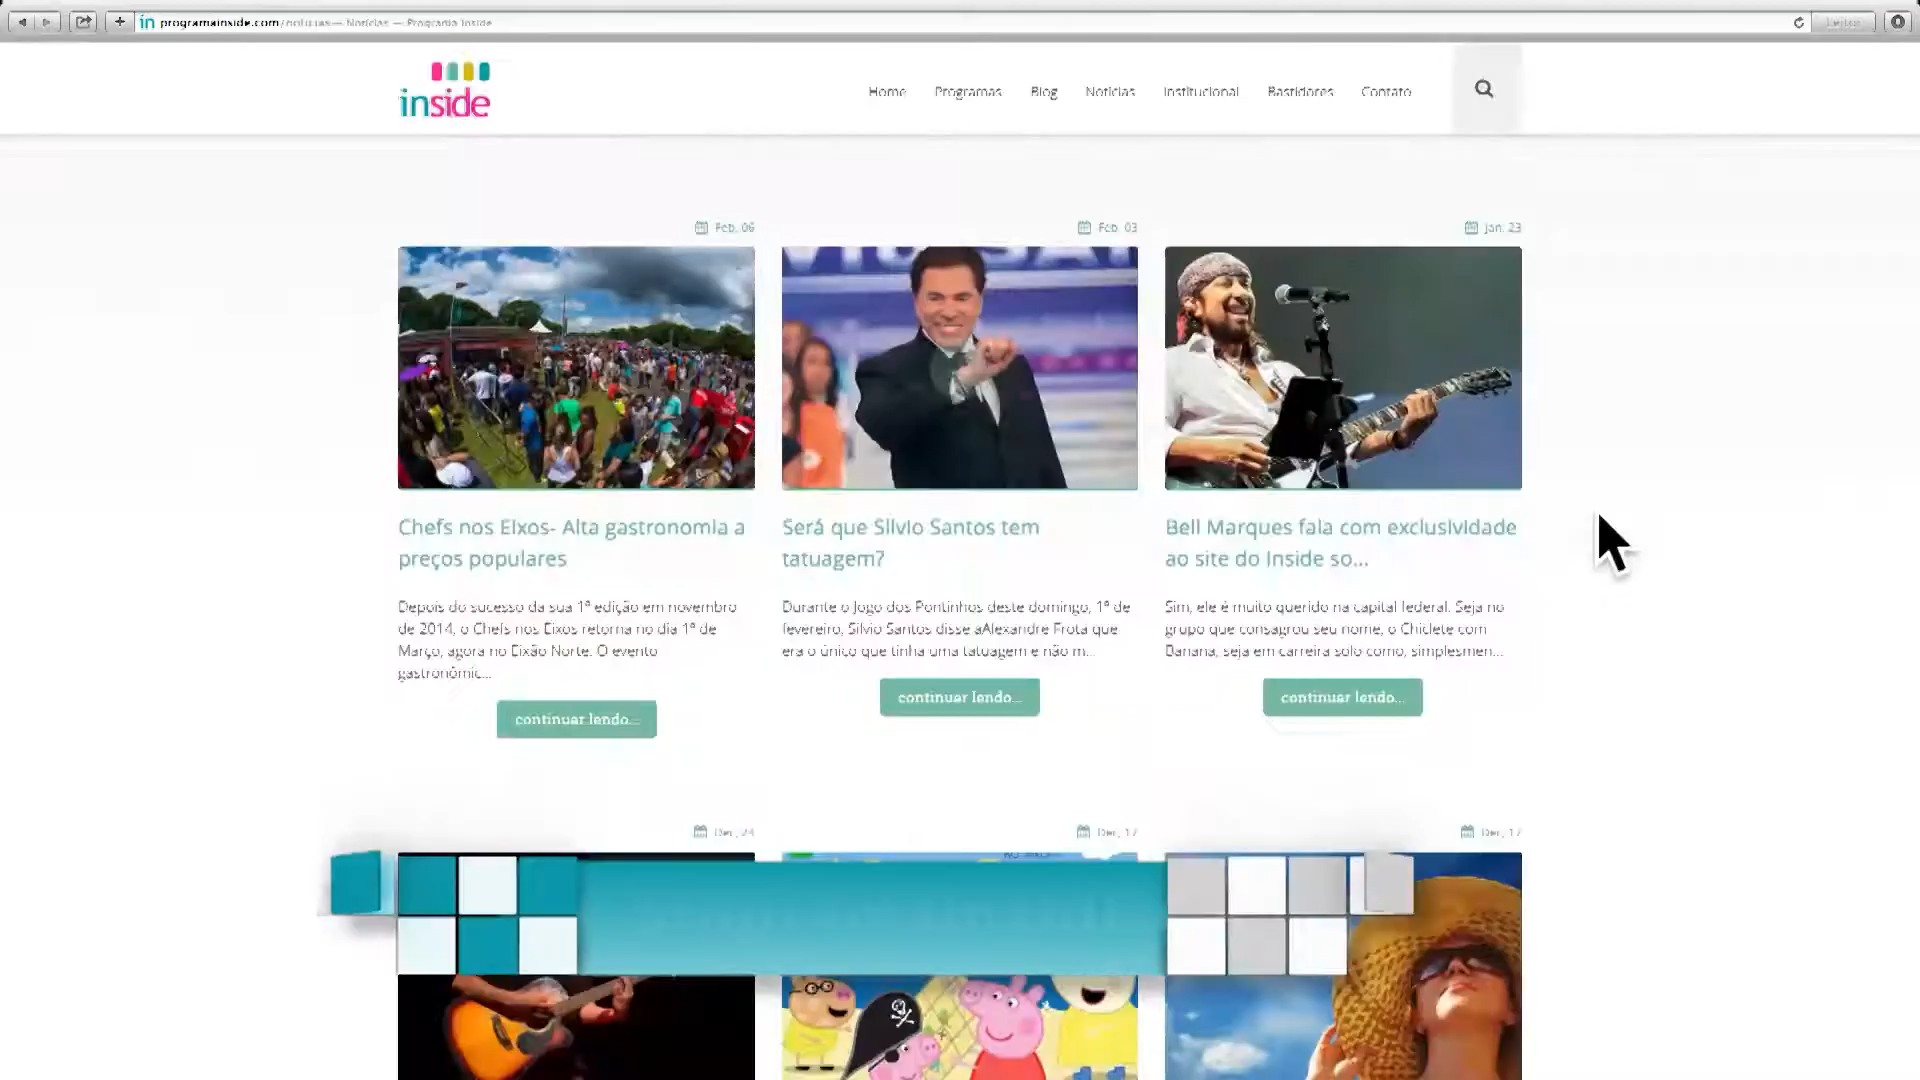 in programainside.com/noticias— Notícias — Programa Inside
inside
Home Programas Blog Notícias Institucional Bastidores Contato
Feb, 06
Feb, 03
Jan, 23
Chefs nos Eixos- Alta gastronomia a
preços populares
Depois do sucesso da sua 1ª edição em novembro
de 2014, o Chefs nos Eixos retorna no dia 1º de
Março, agora no Eixão Norte. O evento
gastronômic...
continuar lendo...
Será que Silvio Santos tem
tatuagem?
Durante o Jogo dos Pontinhos deste domingo, 1º de
fevereiro, Silvio Santos disse aAlexandre Frota que
era o único que tinha uma tatuagem e não m...
continuar lendo...
Bell Marques fala com exclusividade
ao site do Inside so...
Sim, ele é muito querido na capital federal. Seja no
grupo que consagrou seu nome, o Chiclete com
Banana, seja em carreira solo como, simplesmen...
continuar lendo...
Dec, 24
Dec, 17
Dec, 17